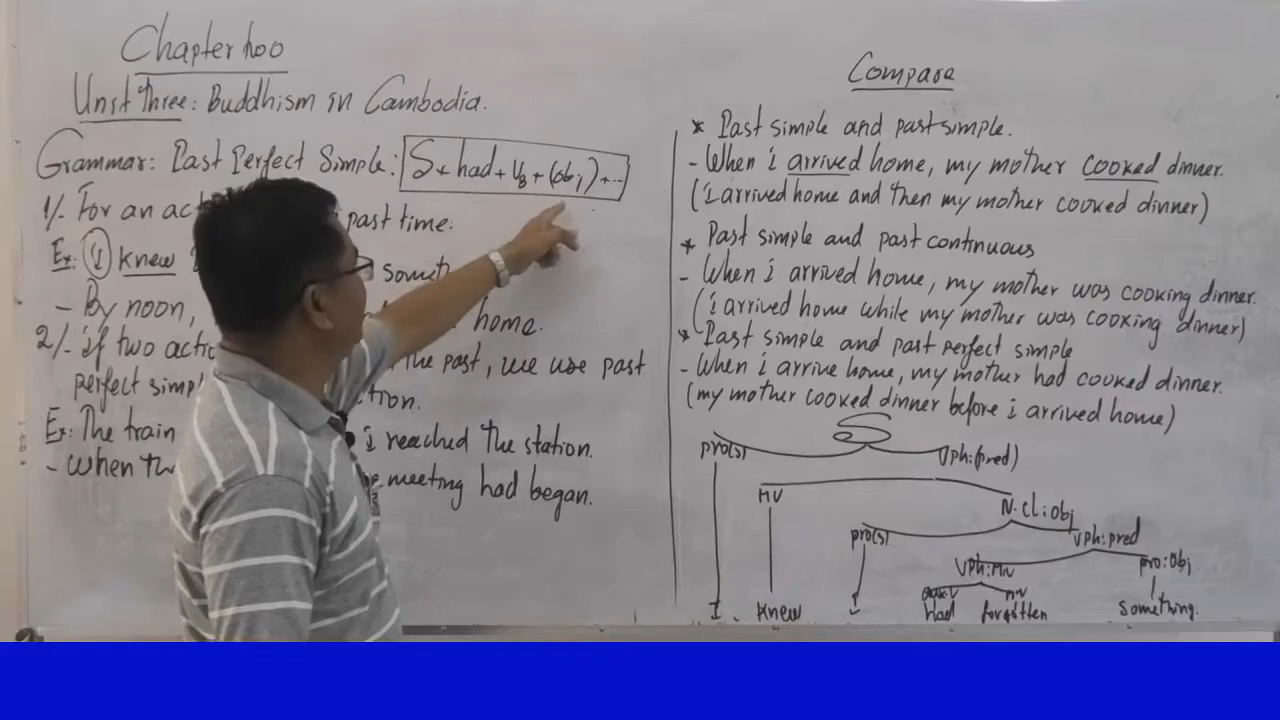 Chapter too
Unit three: Buddhism in Cambodia.
Grammar: Past Perfect Simple: S + had + V3 + (obj) + ...
1/- For an act past time:
Ex: I knew someth
- By noon, home.
2/- if two actio the past, we use past
perfect simp ction.
Ex: The train i reached the station.
- when th meeting had began.
Compare
* Past simple and past simple.
- When i arrived home, my mother cooked dinner.
(i arrived home and then my mother cooked dinner)
* Past simple and past continuous
- When i arrived home, my mother was cooking dinner.
(i arrived home while my mother was cooking dinner)
* Past simple and past perfect simple
- When i arrive home, my mother had cooked dinner.
(my mother cooked dinner before i arrived home)
S
pro(s) Vph:(pred)
MV N.cl:obj
pro(s) Vph:pred
Vph:Mv pro:obj
aux.v m.v
I. knew I had forgotten something.